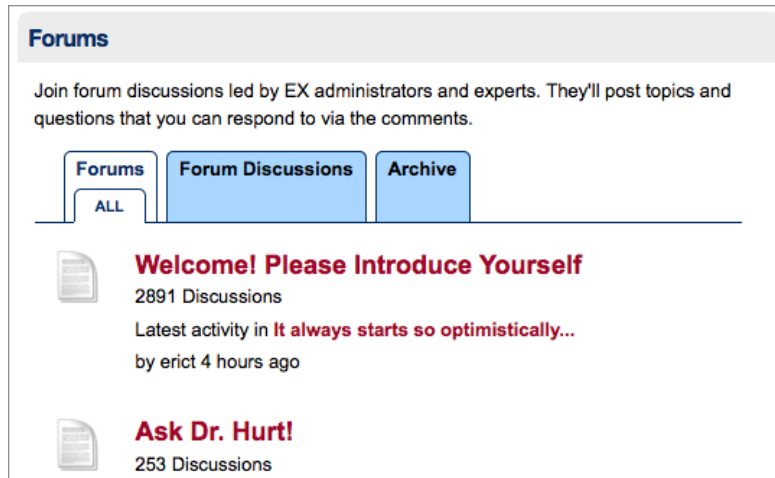 Forums
Join forum discussions led by EX administrators and experts. They'll post topics and
questions that you can respond to via the comments.
Forums Forum Discussions Archive
ALL
Welcome! Please Introduce Yourself
2891 Discussions
Latest activity in It always starts so optimistically...
by erict 4 hours ago
Ask Dr. Hurt!
253 Discussions